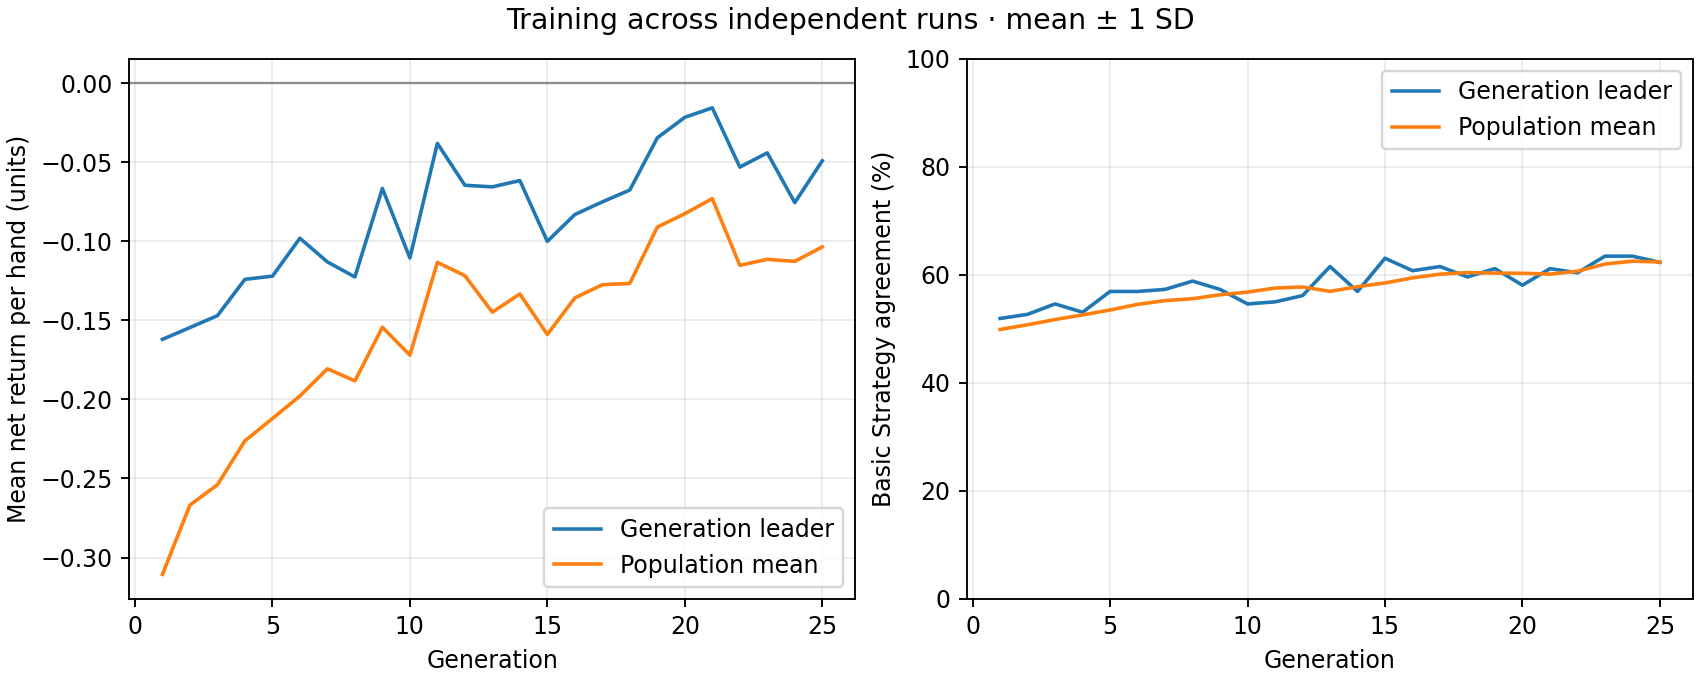 Training across independent runs · mean ± 1 SD
Mean net return per hand (units)
0.00
−0.05
−0.10
−0.15
−0.20
−0.25
−0.30
0 5 10 15 20 25
Generation
Generation leader
Population mean
Basic Strategy agreement (%)
100
80
60
40
20
0
0 5 10 15 20 25
Generation
Generation leader
Population mean